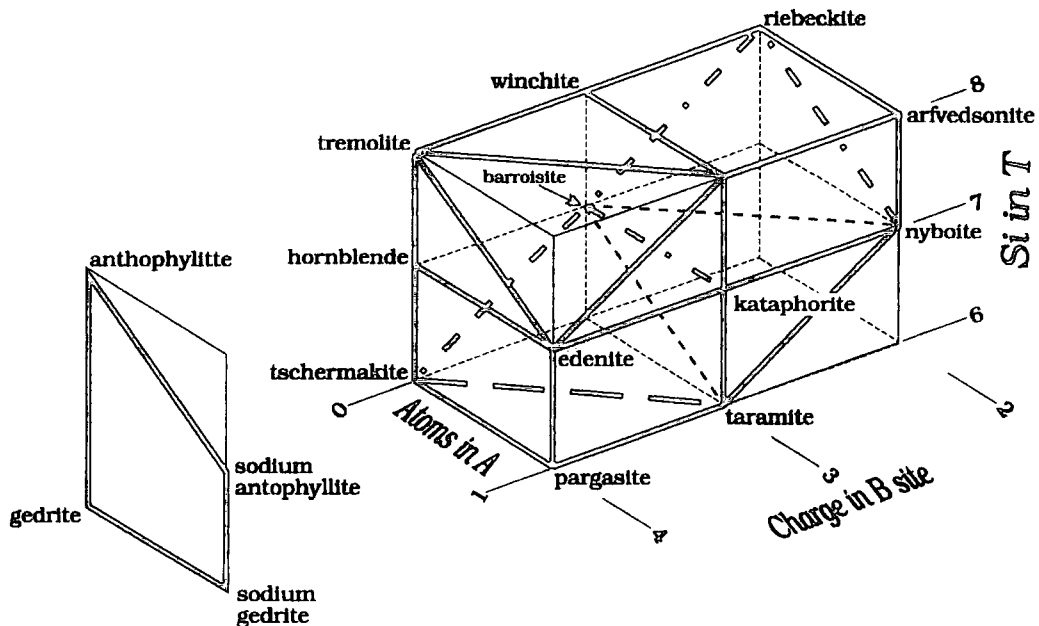 riebeckite
winchite
8
arfvedsonite
tremolite
barroisite
7
nyboite
Si in T
anthophylitte
hornblende
kataphorite
6
edenite
tschermakite
0
Atoms in A
taramite
2
sodium
antophyllite
1
pargasite
3
Charge in B site
gedrite
4
sodium
gedrite